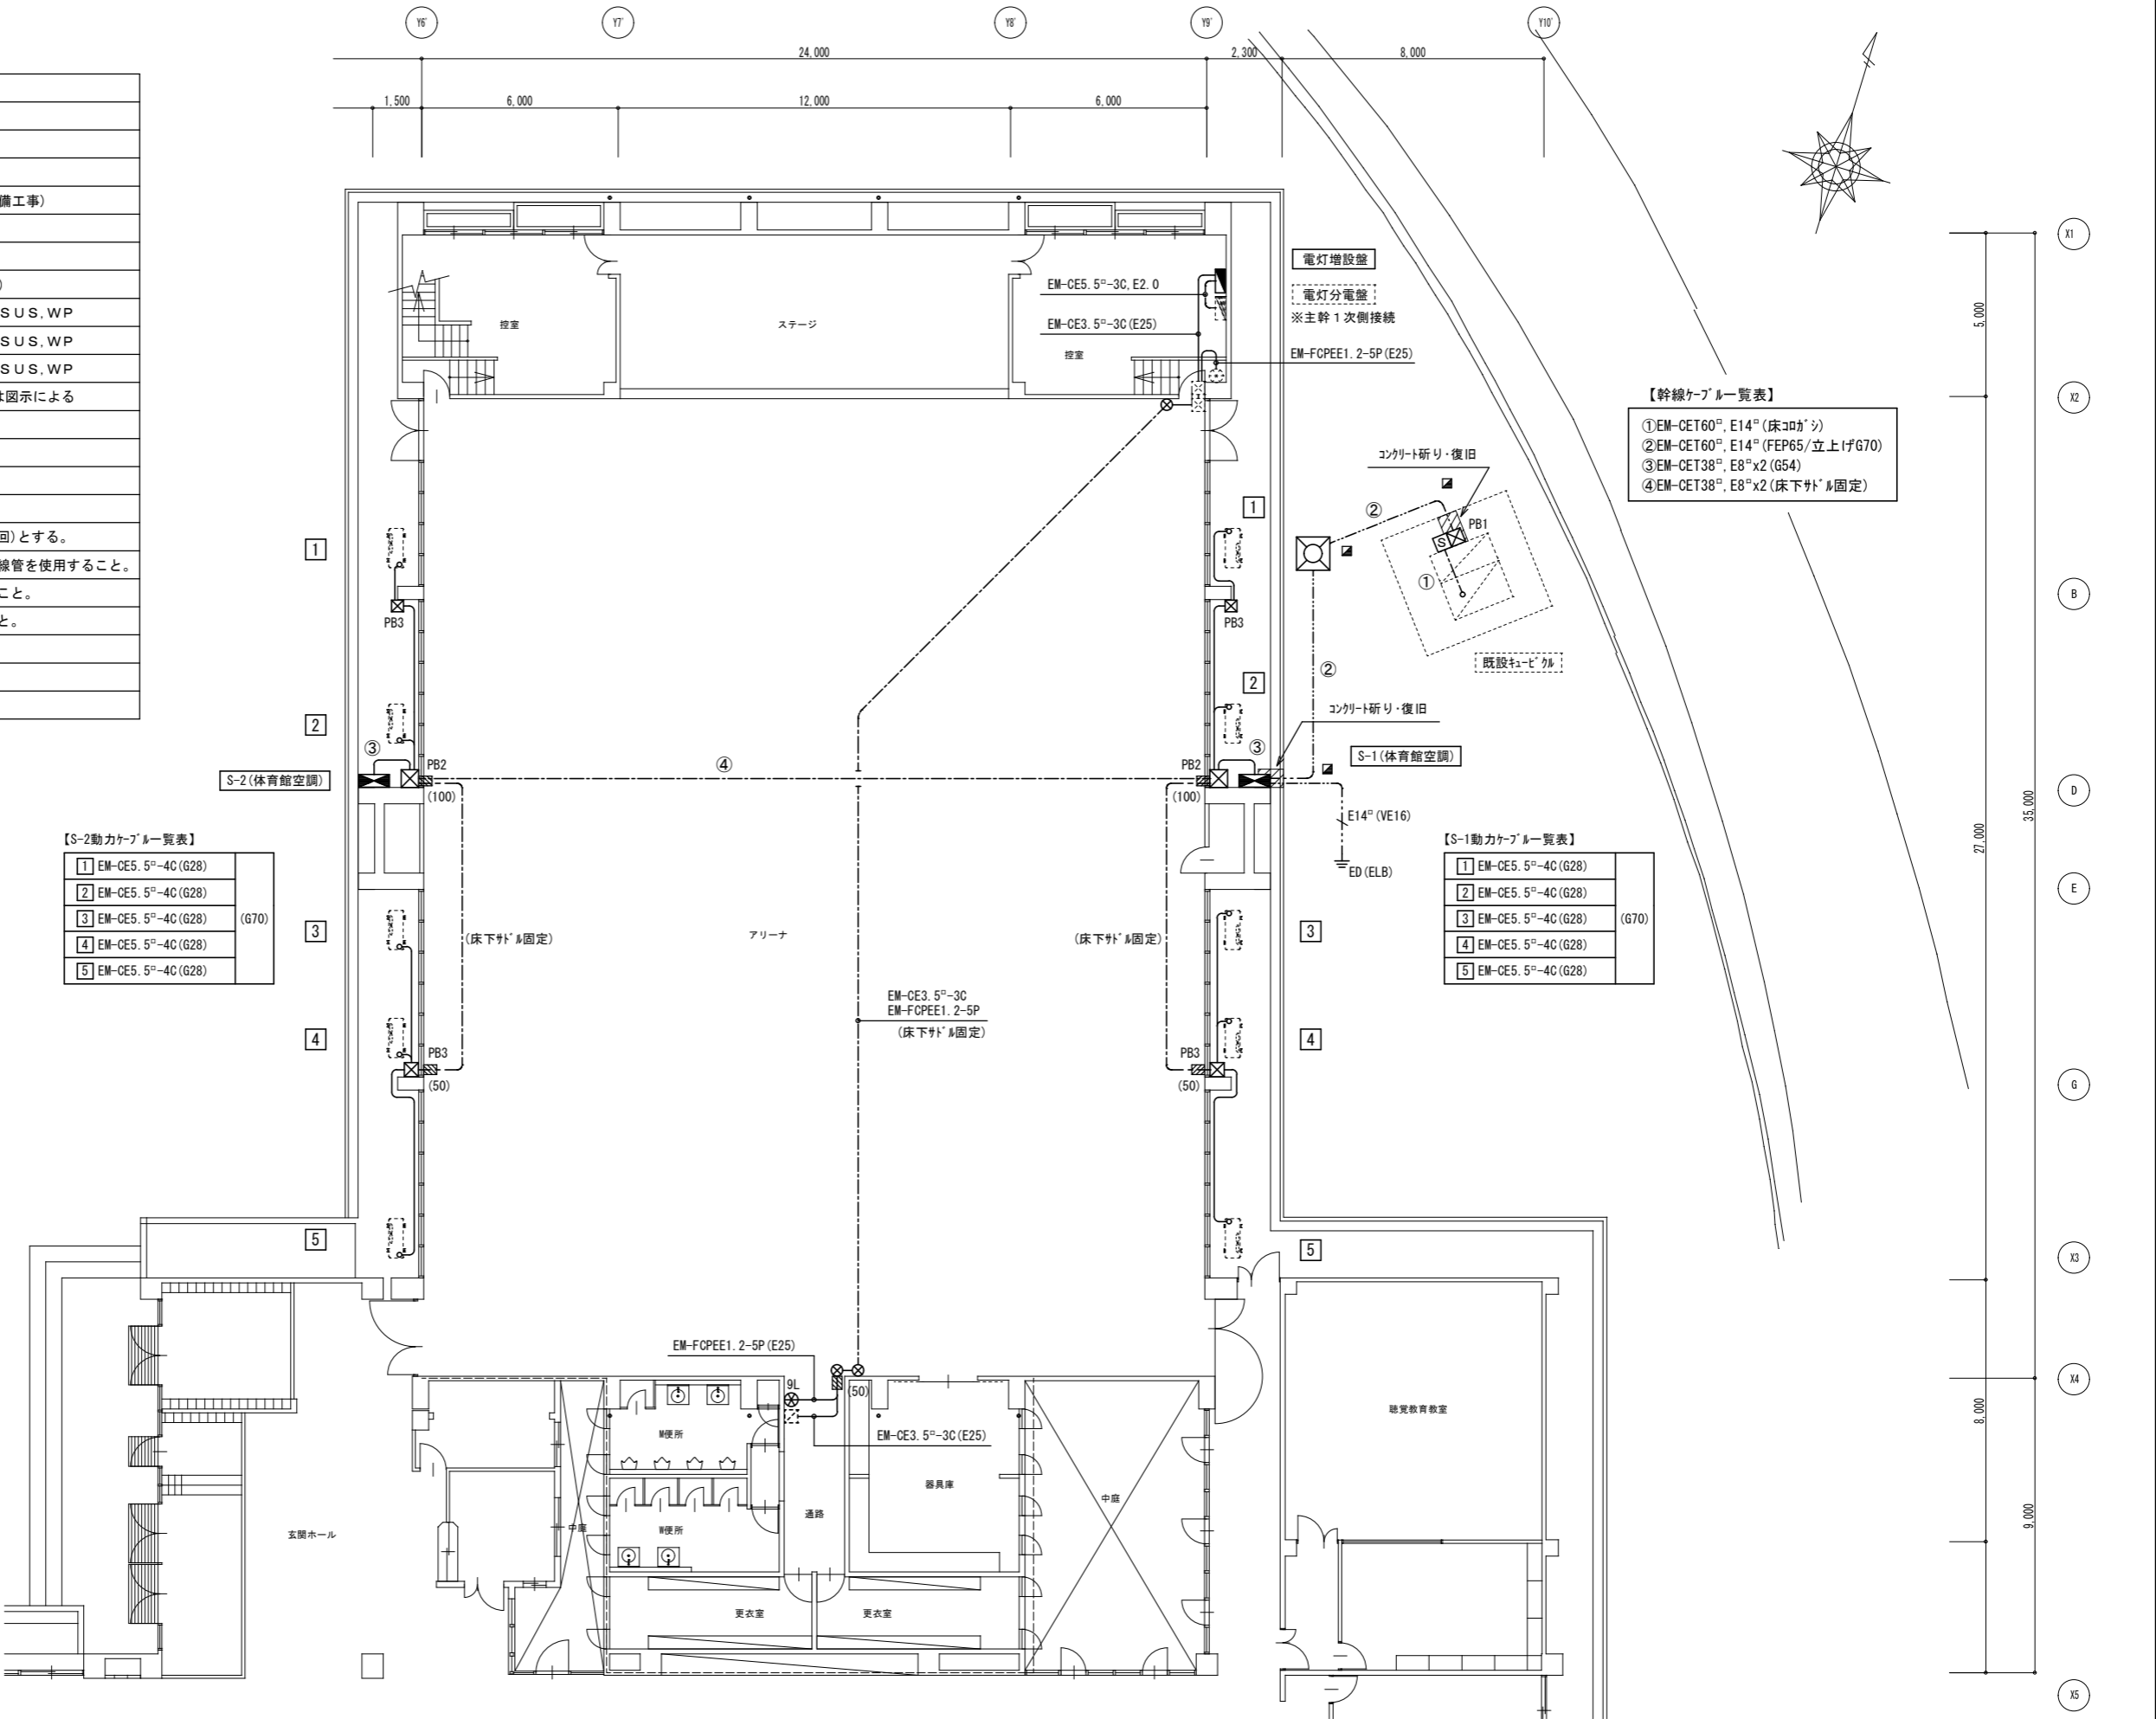 Y6'
Y7'
Y8'
Y9'
Y10'
24,000
2,300
8,000
1,500
6,000
12,000
6,000
備工事)
)
SUS,WP
SUS,WP
SUS,WP
は図示による
回)とする。
線管を使用すること。
こと。
と。
X1
X2
B
D
E
G
X3
X4
X5
5,000
27,000
35,000
8,000
9,000
控室
ステージ
控室
EM-CE5.5□-3C,E2.0
EM-CE3.5□-3C(E25)
電灯増設盤
電灯分電盤
※主幹1次側接続
EM-FCPEE1.2-5P(E25)
【幹線ケーブル一覧表】
①EM-CET60□,E14□(床コロガシ)
②EM-CET60□,E14□(FEP65/立上げG70)
③EM-CET38□,E8□x2(G54)
④EM-CET38□,E8□x2(床下サドル固定)
コンクリート斫り・復旧
②
PB1
S
①
既設キュービクル
②
コンクリート斫り・復旧
1
1
PB3
PB3
2
2
③
③
S-2(体育館空調)
PB2
④
PB2
S-1(体育館空調)
(100)
(100)
E14□(VE16)
ED(ELB)
【S-2動力ケーブル一覧表】
1 EM-CE5.5□-4C(G28)
2 EM-CE5.5□-4C(G28)
3 EM-CE5.5□-4C(G28)
4 EM-CE5.5□-4C(G28)
5 EM-CE5.5□-4C(G28)
(G70)
【S-1動力ケーブル一覧表】
1 EM-CE5.5□-4C(G28)
2 EM-CE5.5□-4C(G28)
3 EM-CE5.5□-4C(G28)
4 EM-CE5.5□-4C(G28)
5 EM-CE5.5□-4C(G28)
(G70)
3
(床下サドル固定)
アリーナ
(床下サドル固定)
3
EM-CE3.5□-3C
EM-FCPEE1.2-5P
(床下サドル固定)
4
PB3
(50)
PB3
(50)
4
5
5
EM-FCPEE1.2-5P(E25)
9L
(50)
EM-CE3.5□-3C(E25)
M便所
W便所
通路
器具庫
中庭
中庭
聴覚教育教室
玄関ホール
更衣室
更衣室